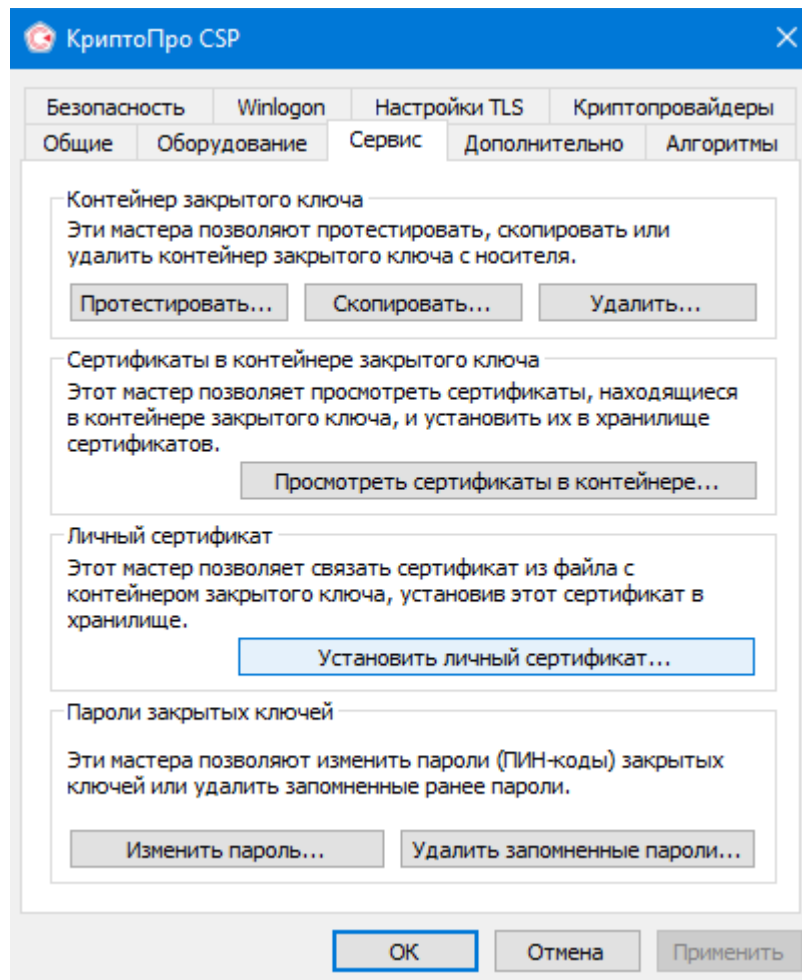 КриптоПро CSP
Безопасность Winlogon Настройки TLS Криптопровайдеры
Общие Оборудование Сервис Дополнительно Алгоритмы
Контейнер закрытого ключа
Эти мастера позволяют протестировать, скопировать или
удалить контейнер закрытого ключа с носителя.
Протестировать... Скопировать... Удалить...
Сертификаты в контейнере закрытого ключа
Этот мастер позволяет просмотреть сертификаты, находящиеся
в контейнере закрытого ключа, и установить их в хранилище
сертификатов.
Просмотреть сертификаты в контейнере...
Личный сертификат
Этот мастер позволяет связать сертификат из файла с
контейнером закрытого ключа, установив этот сертификат в
хранилище.
Установить личный сертификат...
Пароли закрытых ключей
Эти мастера позволяют изменить пароли (ПИН-коды) закрытых
ключей или удалить запомненные ранее пароли.
Изменить пароль... Удалить запомненные пароли...
ОК Отмена Применить